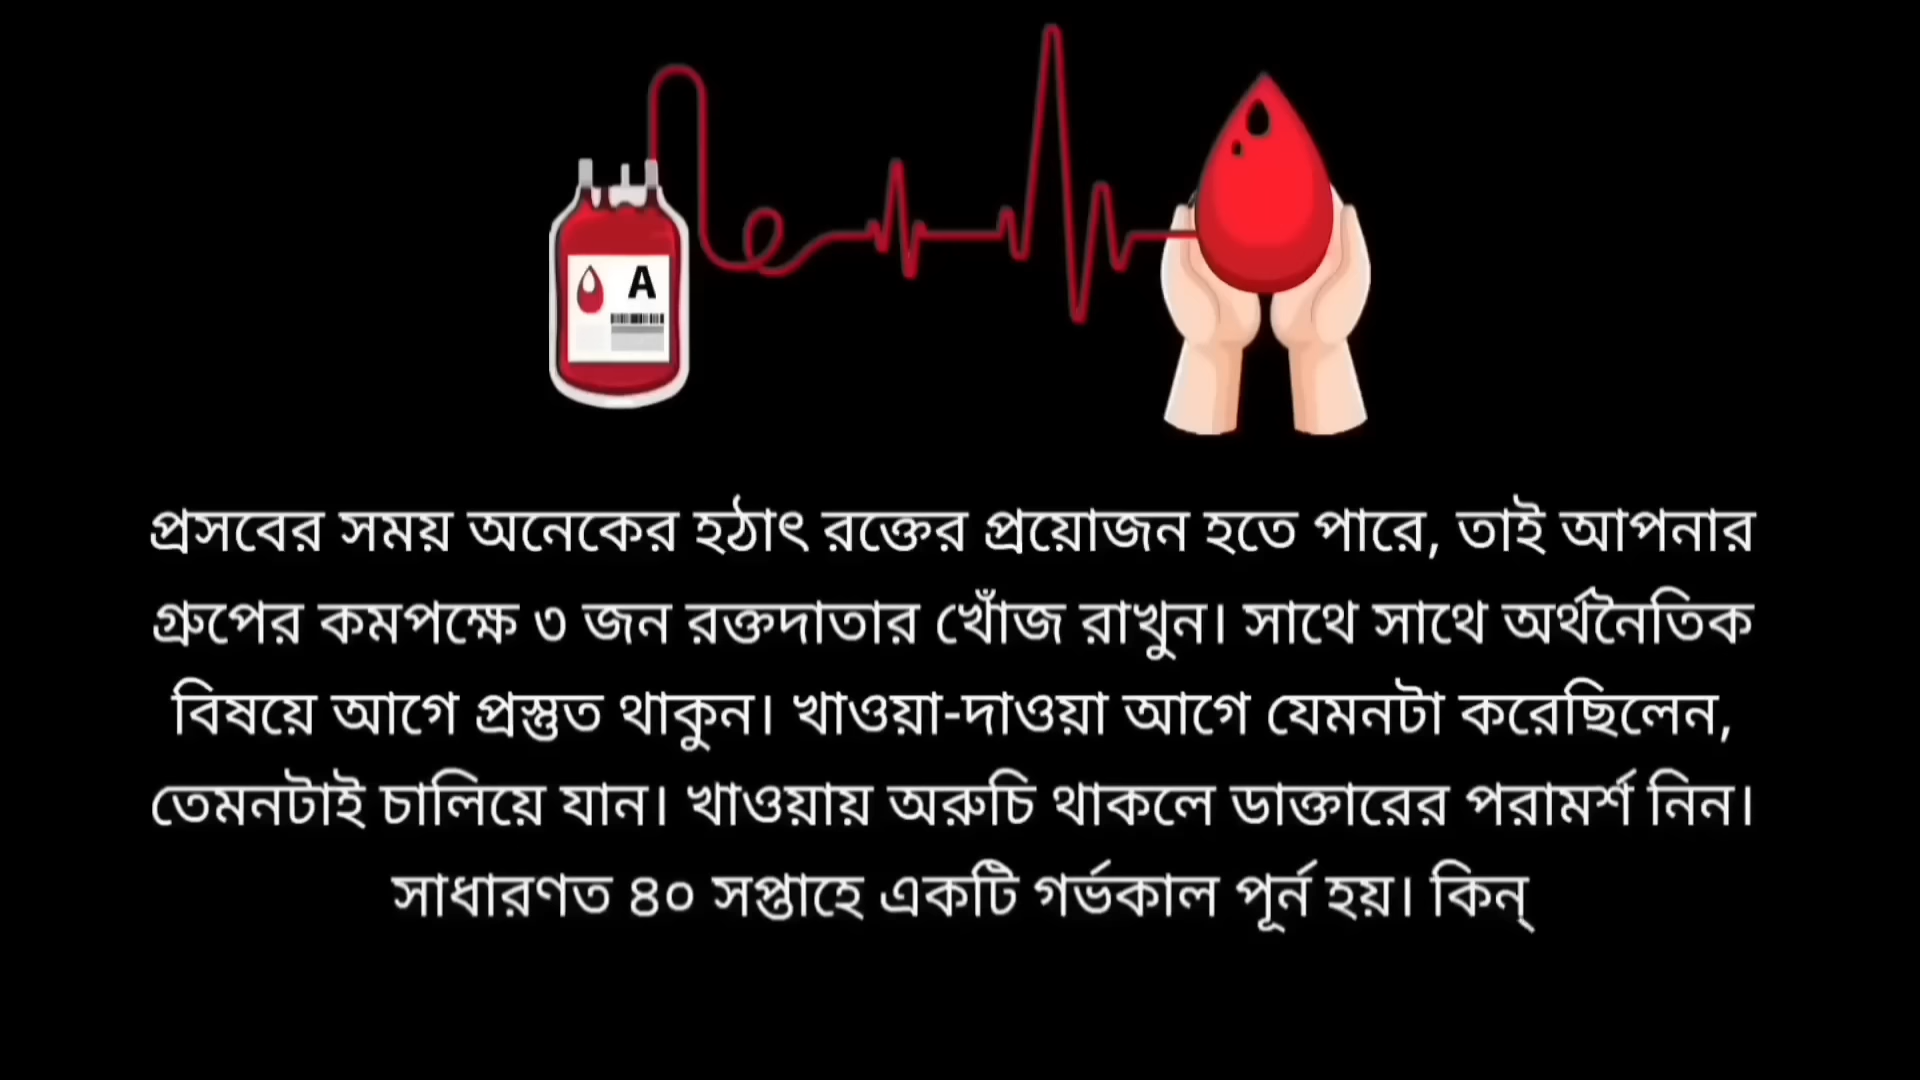 A
প্রসবের সময় অনেকের হঠাৎ রক্তের প্রয়োজন হতে পারে, তাই আপনার
গ্রুপের কমপক্ষে ৩ জন রক্তদাতার খোঁজ রাখুন। সাথে সাথে অর্থনৈতিক
বিষয়ে আগে প্রস্তুত থাকুন। খাওয়া-দাওয়া আগে যেমনটা করেছিলেন,
তেমনটাই চালিয়ে যান। খাওয়ায় অরুচি থাকলে ডাক্তারের পরামর্শ নিন।
সাধারণত ৪০ সপ্তাহে একটি গর্ভকাল পূর্ন হয়। কিন্